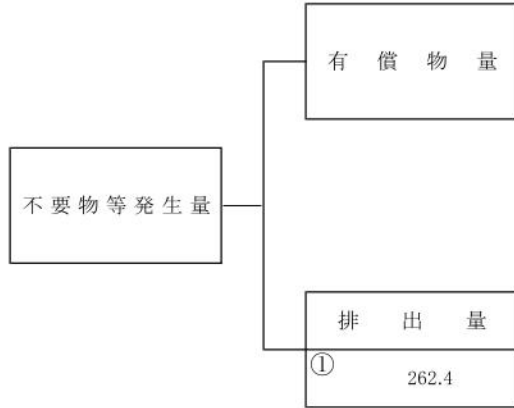 有償物量
不要物等発生量
排出量
①
262.4